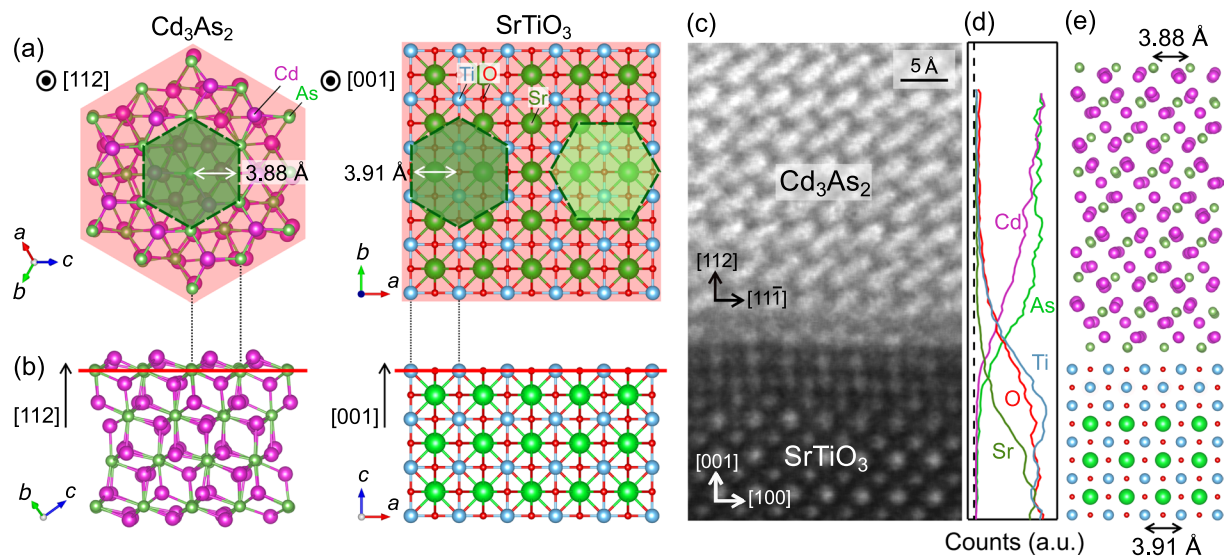 (a)
Cd3As2
[112]
Cd
As
3.88 Å
a
c
b
SrTiO3
[001]
Ti
O
Sr
3.91 Å
b
a
(b)
[112]
b
c
[001]
c
a
(c)
5 Å
Cd3As2
[112]
[111̅]
[001]
SrTiO3
[100]
(d)
Cd
As
Ti
O
Sr
Counts (a.u.)
(e)
3.88 Å
3.91 Å